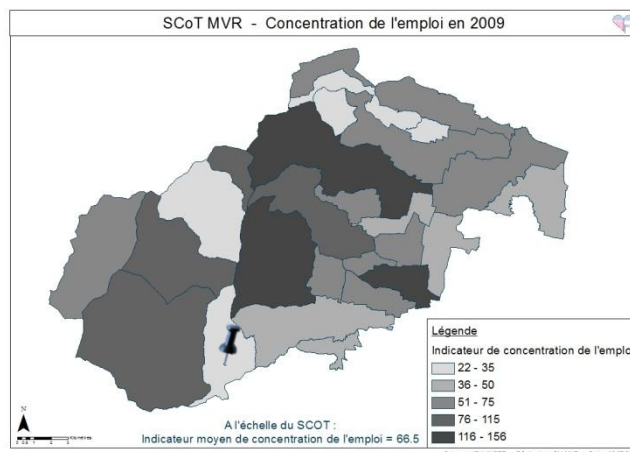 SCoT MVR - Concentration de l'emploi en 2009
Légende
Indicateur de concentration de l'emploi
22 - 35
36 - 50
51 - 75
76 - 115
116 - 156
N
A l'échelle du SCOT :
Indicateur moyen de concentration de l'emploi = 66.5